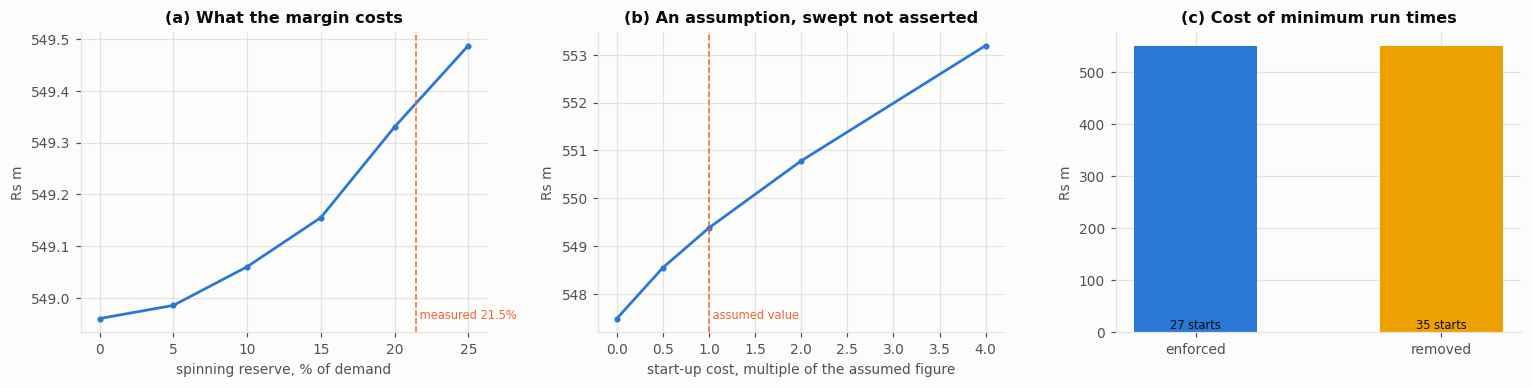 (a) What the margin costs
Rs m
549.5
549.4
549.3
549.2
549.1
549.0
measured 21.5%
0 5 10 15 20 25
spinning reserve, % of demand
(b) An assumption, swept not asserted
Rs m
553
552
551
550
549
548
assumed value
0.0 0.5 1.0 1.5 2.0 2.5 3.0 3.5 4.0
start-up cost, multiple of the assumed figure
(c) Cost of minimum run times
Rs m
500
400
300
200
100
0
27 starts 35 starts
enforced removed